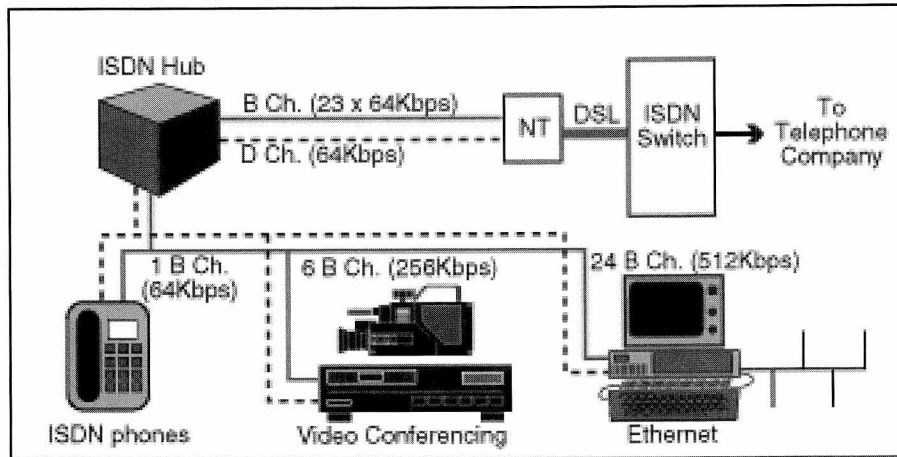 ISDN Hub
B Ch. (23 x 64Kbps)
D Ch. (64Kbps)
NT
DSL
ISDN
Switch
To
Telephone
Company
1 B Ch.
(64Kbps)
6 B Ch. (256Kbps)
24 B Ch. (512Kbps)
ISDN phones
Video Conferencing
Ethernet